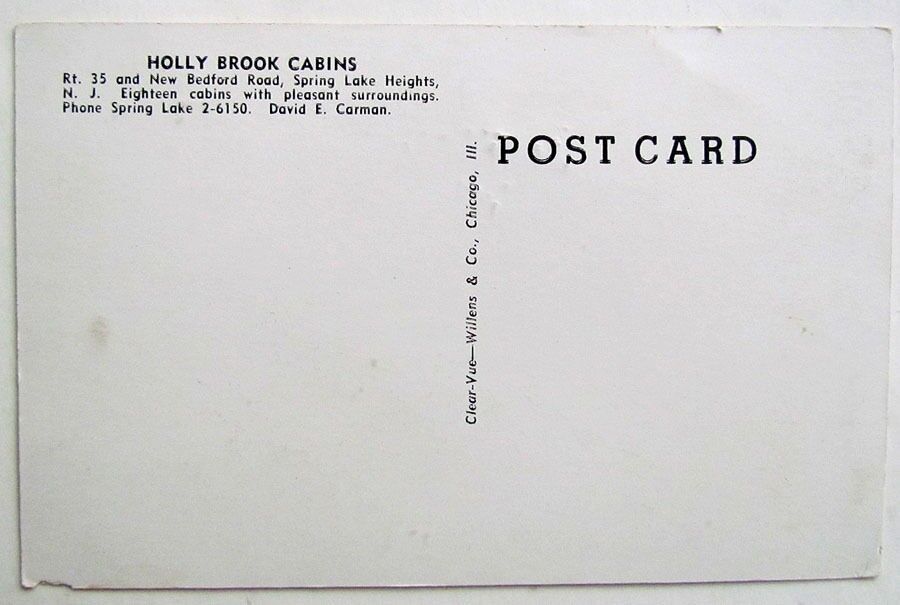 HOLLY BROOK CABINS
Rt. 35 and New Bedford Road, Spring Lake Heights,
N. J. Eighteen cabins with pleasant surroundings.
Phone Spring Lake 2-6150. David E. Carman.
Clear-Vue—Willens & Co., Chicago, Ill.
POST CARD